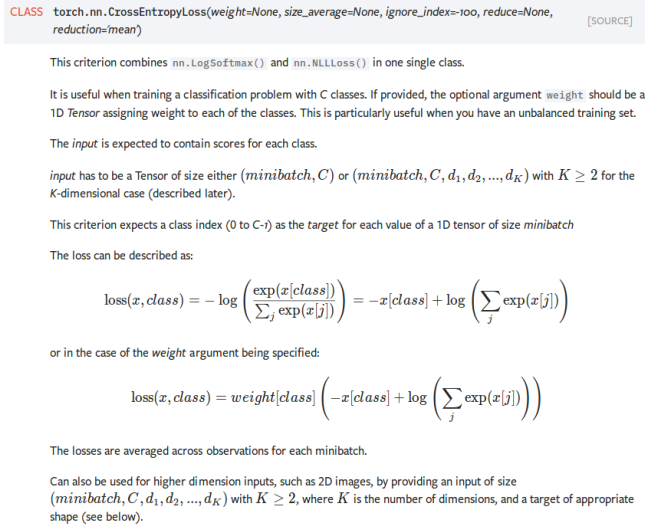 CLASS torch.nn.CrossEntropyLoss(weight=None, size_average=None, ignore_index=-100, reduce=None, [SOURCE]
reduction='mean')
This criterion combines nn.LogSoftmax() and nn.NLLLoss() in one single class.
It is useful when training a classification problem with C classes. If provided, the optional argument weight should be a
1D Tensor assigning weight to each of the classes. This is particularly useful when you have an unbalanced training set.
The input is expected to contain scores for each class.
input has to be a Tensor of size either (minibatch, C) or (minibatch, C, d₁, d₂, ..., d_K) with K ≥ 2 for the
K-dimensional case (described later).
This criterion expects a class index (0 to C-1) as the target for each value of a 1D tensor of size minibatch
The loss can be described as:
loss(x, class) = − log ( exp(x[class]) / ∑_j exp(x[j]) ) = −x[class] + log ( ∑_j exp(x[j]) )
or in the case of the weight argument being specified:
loss(x, class) = weight[class] ( −x[class] + log ( ∑_j exp(x[j]) ) )
The losses are averaged across observations for each minibatch.
Can also be used for higher dimension inputs, such as 2D images, by providing an input of size
(minibatch, C, d₁, d₂, ..., d_K) with K ≥ 2, where K is the number of dimensions, and a target of appropriate
shape (see below).